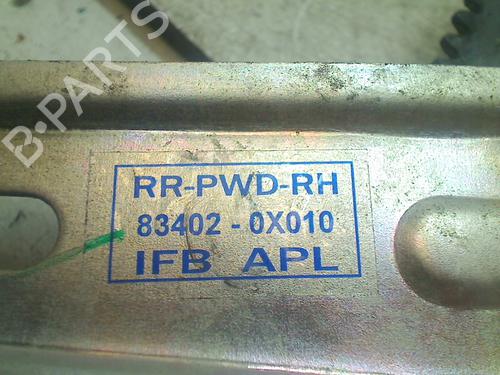 B-PARTS
RR-PWD-RH
83402 - 0X010
IFB APL